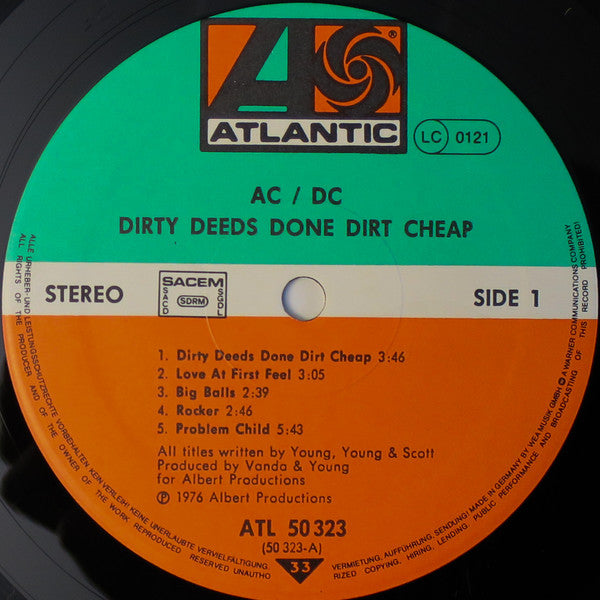 ATLANTIC
®
LC 0121
AC / DC
DIRTY DEEDS DONE DIRT CHEAP
STEREO
SACEM
SACD
SDRM
SGDL
SIDE 1
1. Dirty Deeds Done Dirt Cheap 3:46
2. Love At First Feel 3:05
3. Big Balls 2:39
4. Rocker 2:46
5. Problem Child 5:43
All titles written by Young, Young & Scott
Produced by Vanda & Young
for Albert Productions
℗ 1976 Albert Productions
ATL 50 323
(50 323-A)
33
ALLE URHEBER- UND LEISTUNGSSCHUTZRECHTE VORBEHALTEN. KEIN VERLEIH! KEINE UNERLAUBTE VERVIELFÄLTIGUNG,
VERMIETUNG, AUFFÜHRUNG, SENDUNG! MADE IN GERMANY BY WEA MUSIK GMBH A WARNER COMMUNICATIONS COMPANY
ALL RIGHTS OF THE PRODUCER AND OF THE OWNER OF THE WORK REPRODUCED RESERVED UNAUTHO
RIZED COPYING, HIRING, LENDING, PUBLIC PERFORMANCE AND BROADCASTING OF THIS RECORD PROHIBITED!